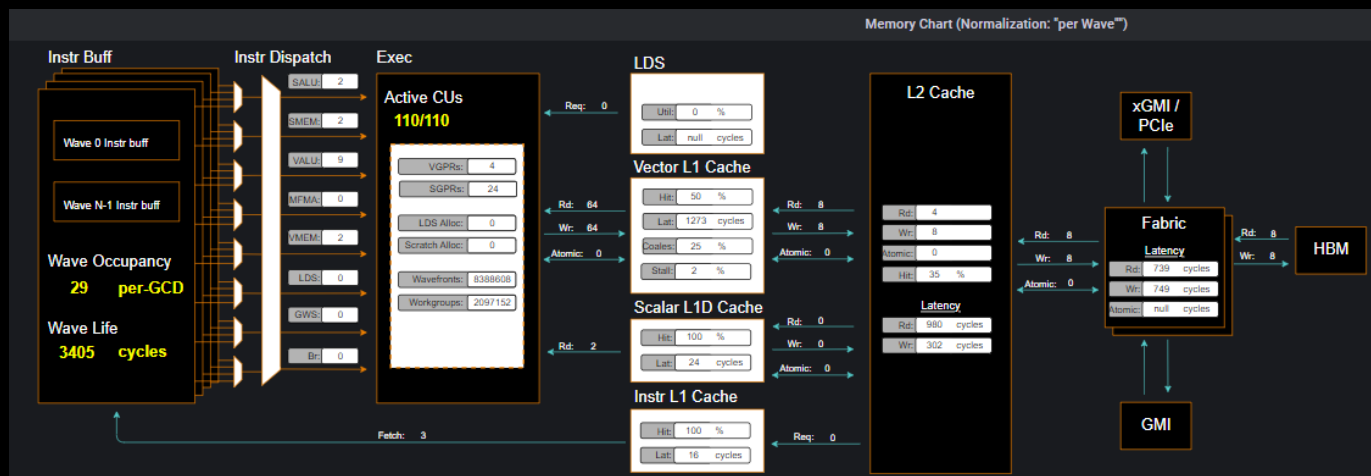 Memory Chart (Normalization: "per Wave"")
Instr Buff
Wave 0 Instr buff
Wave N-1 Instr buff
Wave Occupancy
29 per-GCD
Wave Life
3405 cycles
Instr Dispatch
SALU: 2
SMEM: 2
VALU: 9
MFMA: 0
VMEM: 2
LDS: 0
GWS: 0
Br: 0
Exec
Active CUs
110/110
VGPRs: 4
SGPRs: 24
LDS Alloc: 0
Scratch Alloc: 0
Wavefronts: 8388608
Workgroups: 2097152
Req: 0
Rd: 64
Wr: 64
Atomic: 0
Rd: 2
Fetch: 3
LDS
Util: 0 %
Lat: null cycles
Vector L1 Cache
Hit: 50 %
Lat: 1273 cycles
Coales: 25 %
Stall: 2 %
Scalar L1D Cache
Hit: 100 %
Lat: 24 cycles
Instr L1 Cache
Hit: 100 %
Lat: 16 cycles
Rd: 8
Wr: 8
Atomic: 0
Rd: 0
Wr: 0
Atomic: 0
Req: 0
L2 Cache
Rd: 4
Wr: 8
Atomic: 0
Hit: 35 %
Latency
Rd: 980 cycles
Wr: 302 cycles
Rd: 8
Wr: 8
Atomic: 0
xGMI /
PCIe
Fabric
Latency
Rd: 739 cycles
Wr: 749 cycles
Atomic: null cycles
GMI
Rd: 8
Wr: 8
HBM